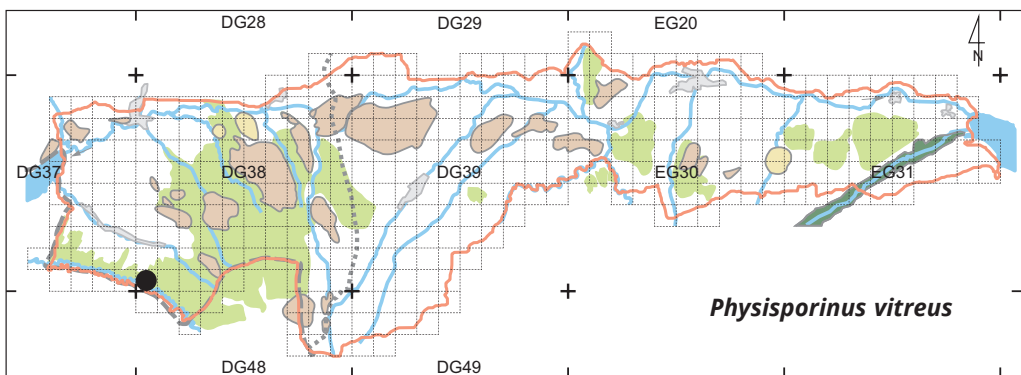 DG28 DG29 EG20
N
DG37 DG38 DG39 EG30 EG31
Physisporinus vitreus
DG48 DG49